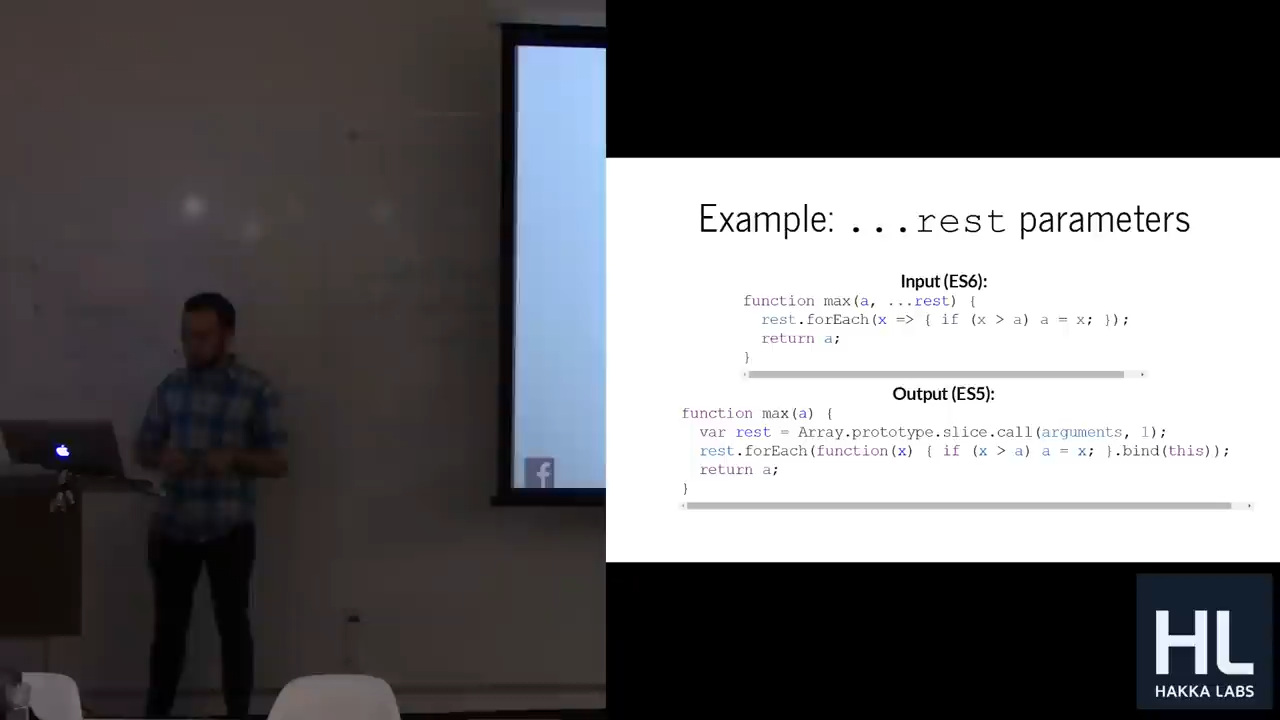 Example: ...rest parameters
Input (ES6):
function max(a, ...rest) {
  rest.forEach(x => { if (x > a) a = x; });
  return a;
}
Output (ES5):
function max(a) {
  var rest = Array.prototype.slice.call(arguments, 1);
  rest.forEach(function(x) { if (x > a) a = x; }.bind(this));
  return a;
}
f
HL
HAKKA LABS